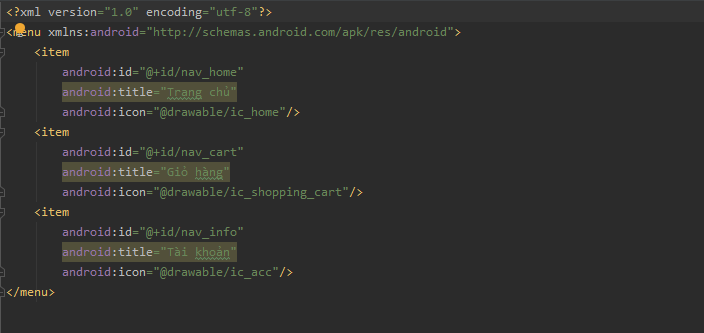 <?xml version="1.0" encoding="utf-8"?>
<menu xmlns:android="http://schemas.android.com/apk/res/android">
    <item
        android:id="@+id/nav_home"
        android:title="Trang chủ"
        android:icon="@drawable/ic_home"/>
    <item
        android:id="@+id/nav_cart"
        android:title="Giỏ hàng"
        android:icon="@drawable/ic_shopping_cart"/>
    <item
        android:id="@+id/nav_info"
        android:title="Tài khoản"
        android:icon="@drawable/ic_acc"/>
</menu>